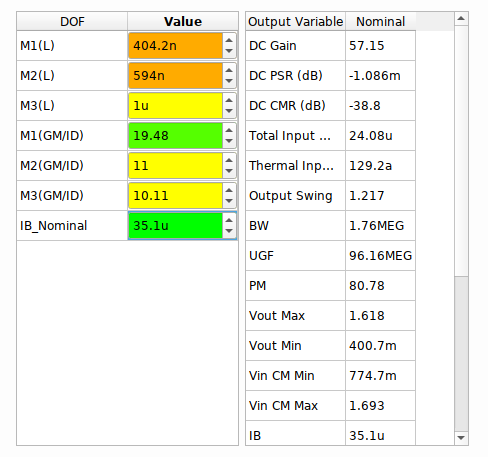 DOF Value
M1(L) 404.2n
M2(L) 594n
M3(L) 1u
M1(GM/ID) 19.48
M2(GM/ID) 11
M3(GM/ID) 10.11
IB_Nominal 35.1u
Output Variable Nominal
DC Gain 57.15
DC PSR (dB) -1.086m
DC CMR (dB) -38.8
Total Input ... 24.08u
Thermal Inp... 129.2a
Output Swing 1.217
BW 1.76MEG
UGF 96.16MEG
PM 80.78
Vout Max 1.618
Vout Min 400.7m
Vin CM Min 774.7m
Vin CM Max 1.693
IB 35.1u